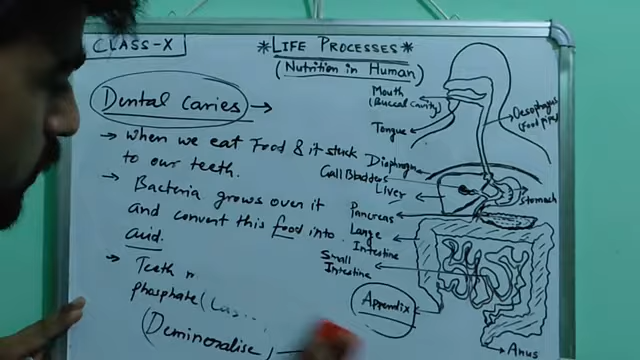 CLASS-X
*LIFE PROCESSES*
(Nutrition in Human)
Dental Caries →
→ When we eat Food & it stuck
to our teeth.
→ Bacteria grows over it
and convert this food into
acid.
→ Teeth
phosphate (
(Deminoralise)
Mouth
(Buccal cavity)
Tongue
Oesophagus
(Food pipe)
Diaphragm
Gall Bladder
Liver
Stomach
Pancreas
Large
Intestine
Small
Intestine
Appendix
Anus